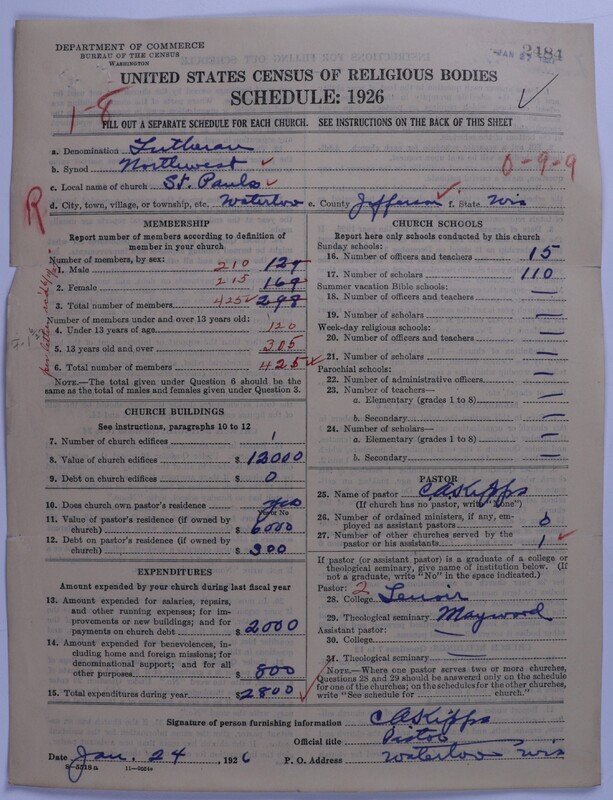 DEPARTMENT OF COMMERCE
BUREAU OF THE CENSUS
WASHINGTON
2484
JAN 27
UNITED STATES CENSUS OF RELIGIOUS BODIES
SCHEDULE: 1926
1-8
FILL OUT A SEPARATE SCHEDULE FOR EACH CHURCH. SEE INSTRUCTIONS ON THE BACK OF THIS SHEET
a. Denomination Lutheran
b. Synod Northwest
0-9-9
c. Local name of church St. Pauls
R
d. City, town, village, or township, etc. Waterloo e. County Jefferson f. State Wis
MEMBERSHIP
Report number of members according to definition of member in your church
Number of members, by sex:
1. Male 210 129
2. Female 215 169
3. Total number of members 425 298
Number of members under and over 13 years old:
4. Under 13 years of age 120
5. 13 years old and over 305
6. Total number of members 425
per letter rec'd
NOTE.—The total given under Question 6 should be the same as the total of males and females given under Question 3.
CHURCH BUILDINGS
See instructions, paragraphs 10 to 12
7. Number of church edifices 1
8. Value of church edifices $ 12000
9. Debt on church edifices $ 0
10. Does church own pastor's residence yes
Yes or No
11. Value of pastor's residence (if owned by church) $ 6000
12. Debt on pastor's residence (if owned by church) $ 300
EXPENDITURES
Amount expended by your church during last fiscal year
13. Amount expended for salaries, repairs, and other running expenses; for improvements or new buildings; and for payments on church debt $ 2000
14. Amount expended for benevolences, including home and foreign missions; for denominational support; and for all other purposes $ 800
15. Total expenditures during year $ 2800
CHURCH SCHOOLS
Report here only schools conducted by this church
Sunday schools:
16. Number of officers and teachers 15
17. Number of scholars 110
Summer vacation Bible schools:
18. Number of officers and teachers —
19. Number of scholars —
Week-day religious schools:
20. Number of officers and teachers —
21. Number of scholars —
Parochial schools:
22. Number of administrative officers —
23. Number of teachers—
a. Elementary (grades 1 to 8) —
b. Secondary —
24. Number of scholars—
a. Elementary (grades 1 to 8) —
b. Secondary —
PASTOR
25. Name of pastor C A Kipps
(If church has no pastor, write "None")
26. Number of ordained ministers, if any, employed as assistant pastors 0
27. Number of other churches served by the pastor or his assistants 1
If pastor (or assistant pastor) is a graduate of a college or theological seminary, give name of institution below. (If not a graduate, write "No" in the space indicated.)
Pastor: 2
28. College Lenoir
29. Theological seminary Maywood
Assistant pastor:
30. College —
31. Theological seminary —
NOTE.—Where one pastor serves two or more churches, Questions 28 and 29 should be answered only on the schedule for one of the churches; on the schedules for the other churches, write "See schedule for church."
Signature of person furnishing information C A Kipps
Official title Pastor
Date Jan. 24, 1926 P. O. Address Waterloo Wis
8-5318a 11-9504